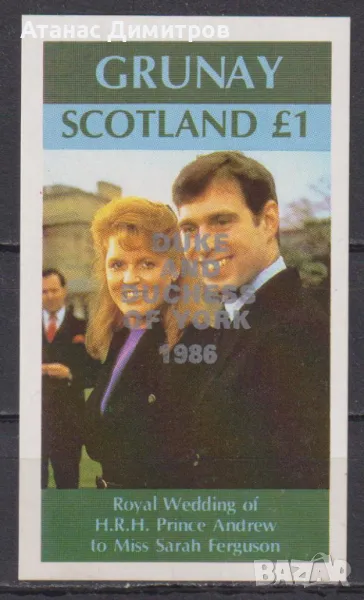 Атанас Димитров
GRUNAY
SCOTLAND £1
DUKE
AND
DUCHESS
OF YORK
1986
Royal Wedding of
H.R.H. Prince Andrew
to Miss Sarah Ferguson
BAZAR